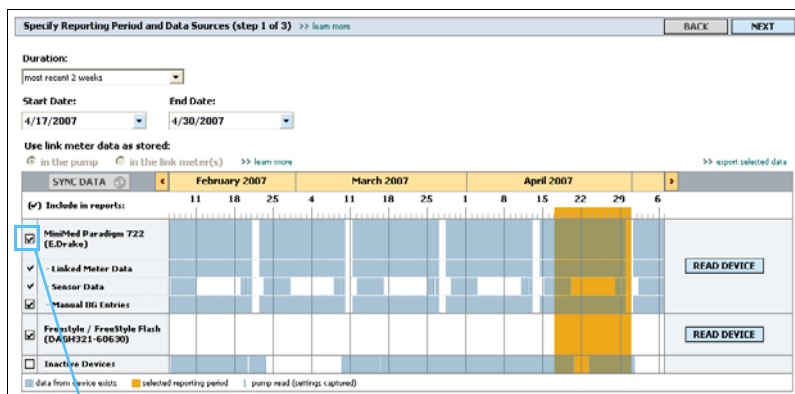 Specify Reporting Period and Data Sources (step 1 of 3) >> learn more BACK NEXT
Duration:
most recent 2 weeks
Start Date: End Date:
4/17/2007 4/30/2007
Use link meter data as stored:
in the pump in the link meter(s) >> learn more >> export selected data
SYNC DATA February 2007 March 2007 April 2007
(✓) Include in reports: 11 18 25 4 11 18 25 1 8 15 22 29 6
MiniMed Paradigm 722
(E.Drake)
- Linked Meter Data READ DEVICE
- Sensor Data
- Manual BG Entries
Freestyle / FreeStyle Flash
(DAGH321-60630) READ DEVICE
Inactive Devices
data from device exists selected reporting period pump read (settings captured)